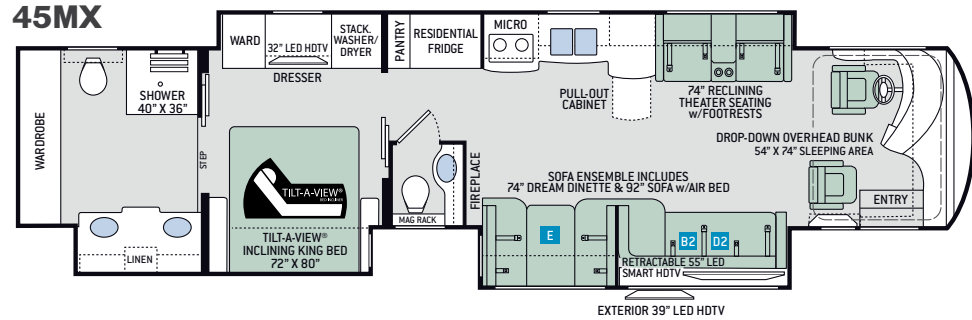 45MX
WARD
32" LED HDTV
STACK.
WASHER/
DRYER
DRESSER
PANTRY
RESIDENTIAL
FRIDGE
MICRO
PULL-OUT
CABINET
74" RECLINING
THEATER SEATING
w/FOOTRESTS
DROP-DOWN OVERHEAD BUNK
54" X 74" SLEEPING AREA
ENTRY
WARDROBE
SHOWER
40" X 36"
STEP
LINEN
TILT-A-VIEW®
BED INCLINER
TILT-A-VIEW®
INCLINING KING BED
72" X 80"
MAG RACK
FIREPLACE
SOFA ENSEMBLE INCLUDES
74" DREAM DINETTE & 92" SOFA w/AIR BED
E
B2 D2
RETRACTABLE 55" LED
SMART HDTV
EXTERIOR 39" LED HDTV